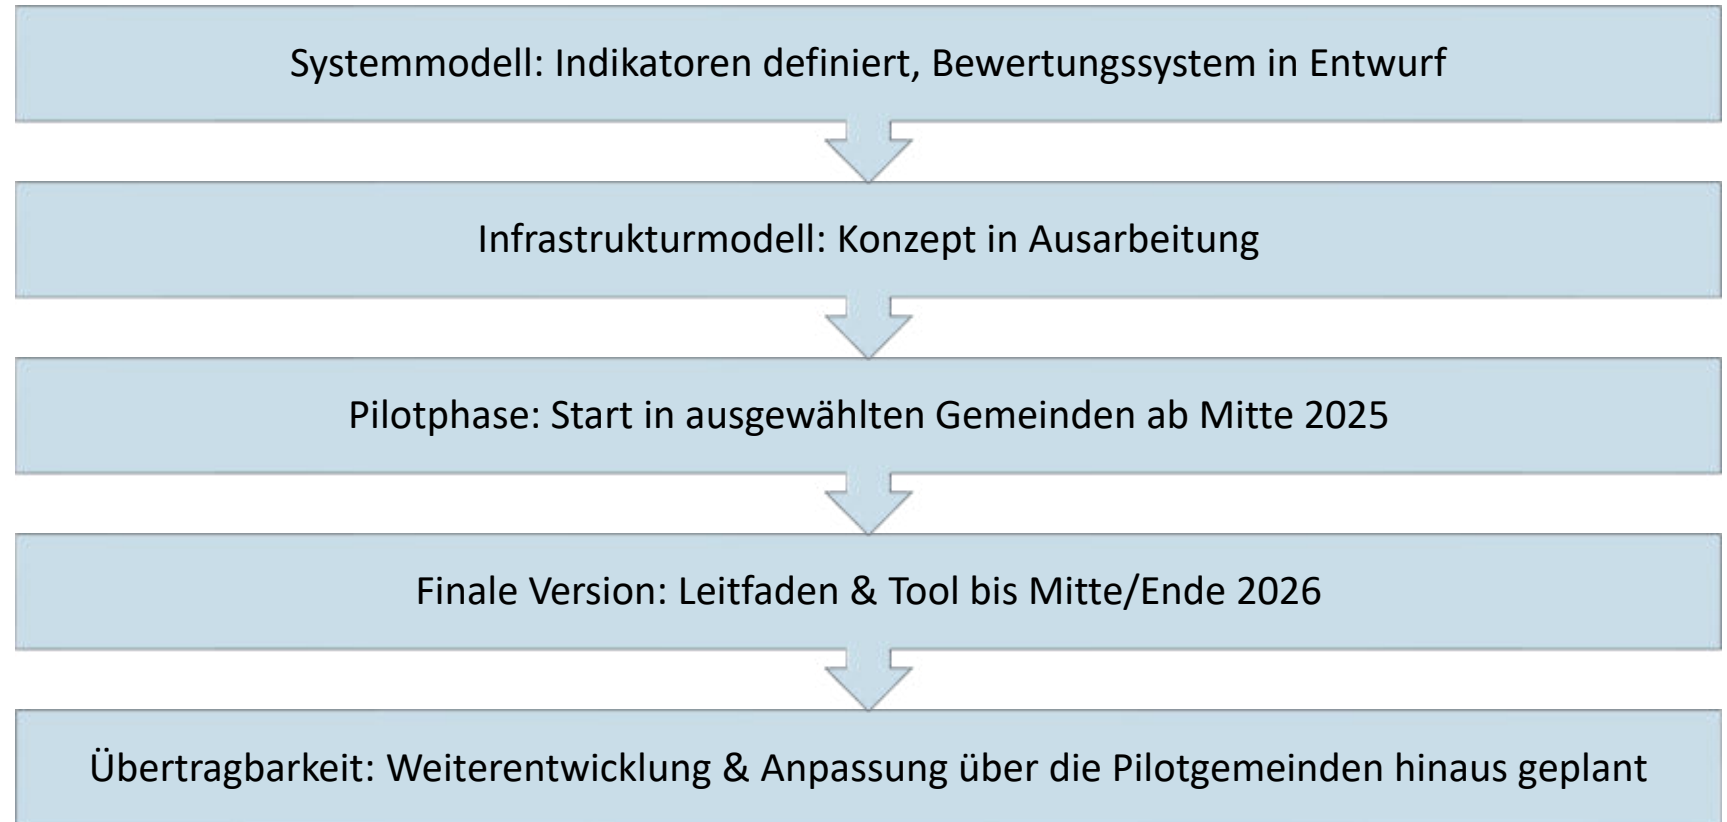 Systemmodell: Indikatoren definiert, Bewertungssystem in Entwurf
Infrastrukturmodell: Konzept in Ausarbeitung
Pilotphase: Start in ausgewählten Gemeinden ab Mitte 2025
Finale Version: Leitfaden & Tool bis Mitte/Ende 2026
Übertragbarkeit: Weiterentwicklung & Anpassung über die Pilotgemeinden hinaus geplant